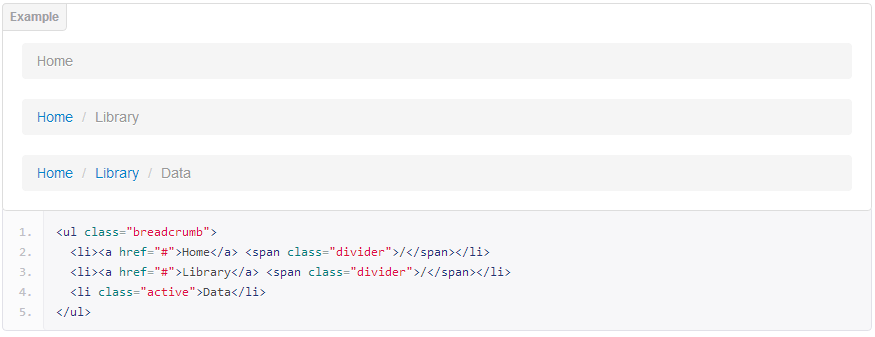 Example
Home
Home / Library
Home / Library / Data
1. <ul class="breadcrumb">
2.   <li><a href="#">Home</a> <span class="divider">/</span></li>
3.   <li><a href="#">Library</a> <span class="divider">/</span></li>
4.   <li class="active">Data</li>
5. </ul>